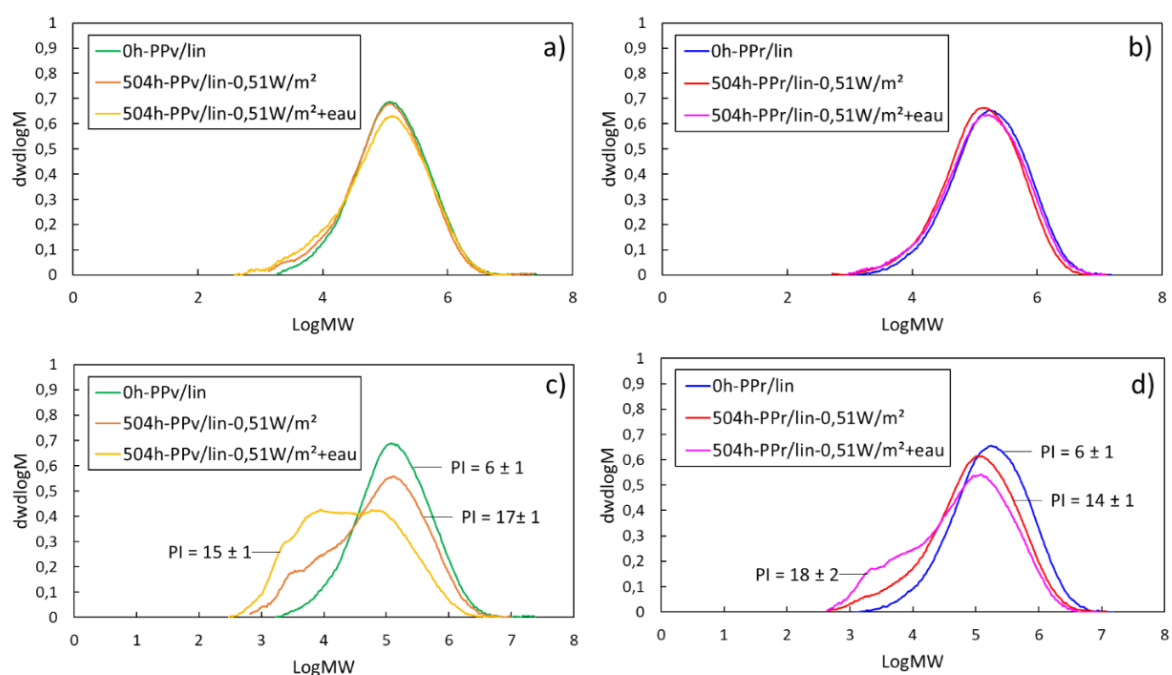 a)
dwdlogM
1
0,9
0,8
0,7
0,6
0,5
0,4
0,3
0,2
0,1
0
0h-PPv/lin
504h-PPv/lin-0,51W/m²
504h-PPv/lin-0,51W/m²+eau
0 2 4 6 8
LogMW
b)
dwdlogM
1
0,9
0,8
0,7
0,6
0,5
0,4
0,3
0,2
0,1
0
0h-PPr/lin
504h-PPr/lin-0,51W/m²
504h-PPr/lin-0,51W/m²+eau
0 2 4 6 8
LogMW
c)
dwdlogM
1
0,9
0,8
0,7
0,6
0,5
0,4
0,3
0,2
0,1
0
0h-PPv/lin
504h-PPv/lin-0,51W/m²
504h-PPv/lin-0,51W/m²+eau
PI = 6 ± 1
PI = 17± 1
PI = 15 ± 1
0 1 2 3 4 5 6 7 8
LogMW
d)
dwdlogM
1
0,9
0,8
0,7
0,6
0,5
0,4
0,3
0,2
0,1
0
0h-PPr/lin
504h-PPr/lin-0,51W/m²
504h-PPr/lin-0,51W/m²+eau
PI = 6 ± 1
PI = 14 ± 1
PI = 18 ± 2
0 1 2 3 4 5 6 7 8
LogMW